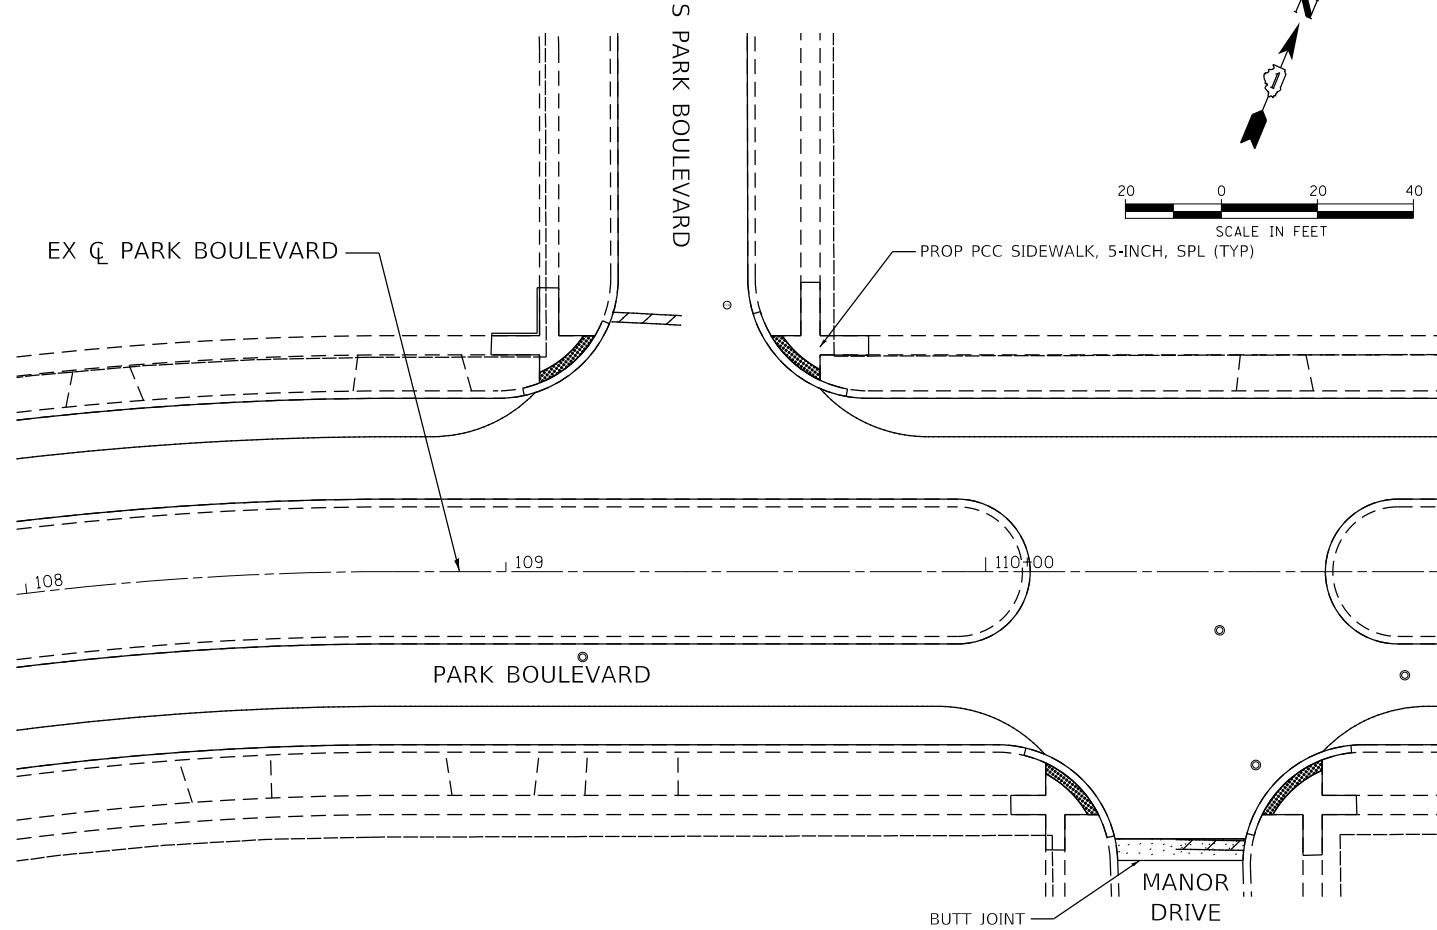 N
S PARK BOULEVARD
20 0 20 40
SCALE IN FEET
EX ℄ PARK BOULEVARD
PROP PCC SIDEWALK, 5-INCH, SPL (TYP)
108
109
110+00
PARK BOULEVARD
MANOR
DRIVE
BUTT JOINT